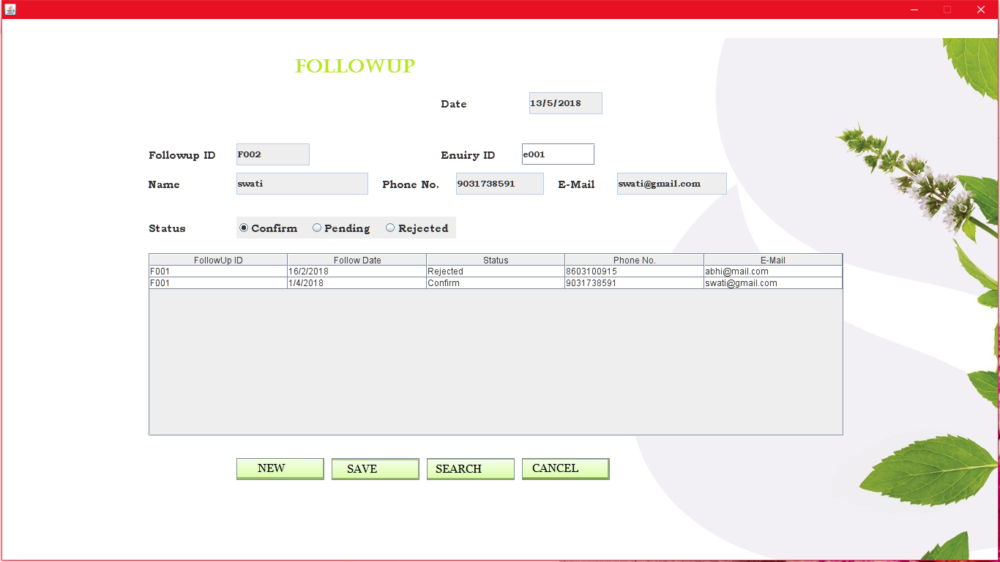 FOLLOWUP
Date 13/5/2018
Followup ID F002 Enuiry ID e001
Name swati Phone No. 9031738591 E-Mail swati@gmail.com
Status Confirm Pending Rejected
FollowUp ID Follow Date Status Phone No. E-Mail
F001 16/2/2018 Rejected 8603100915 abhi@mail.com
F001 1/4/2018 Confirm 9031738591 swati@gmail.com
NEW SAVE SEARCH CANCEL